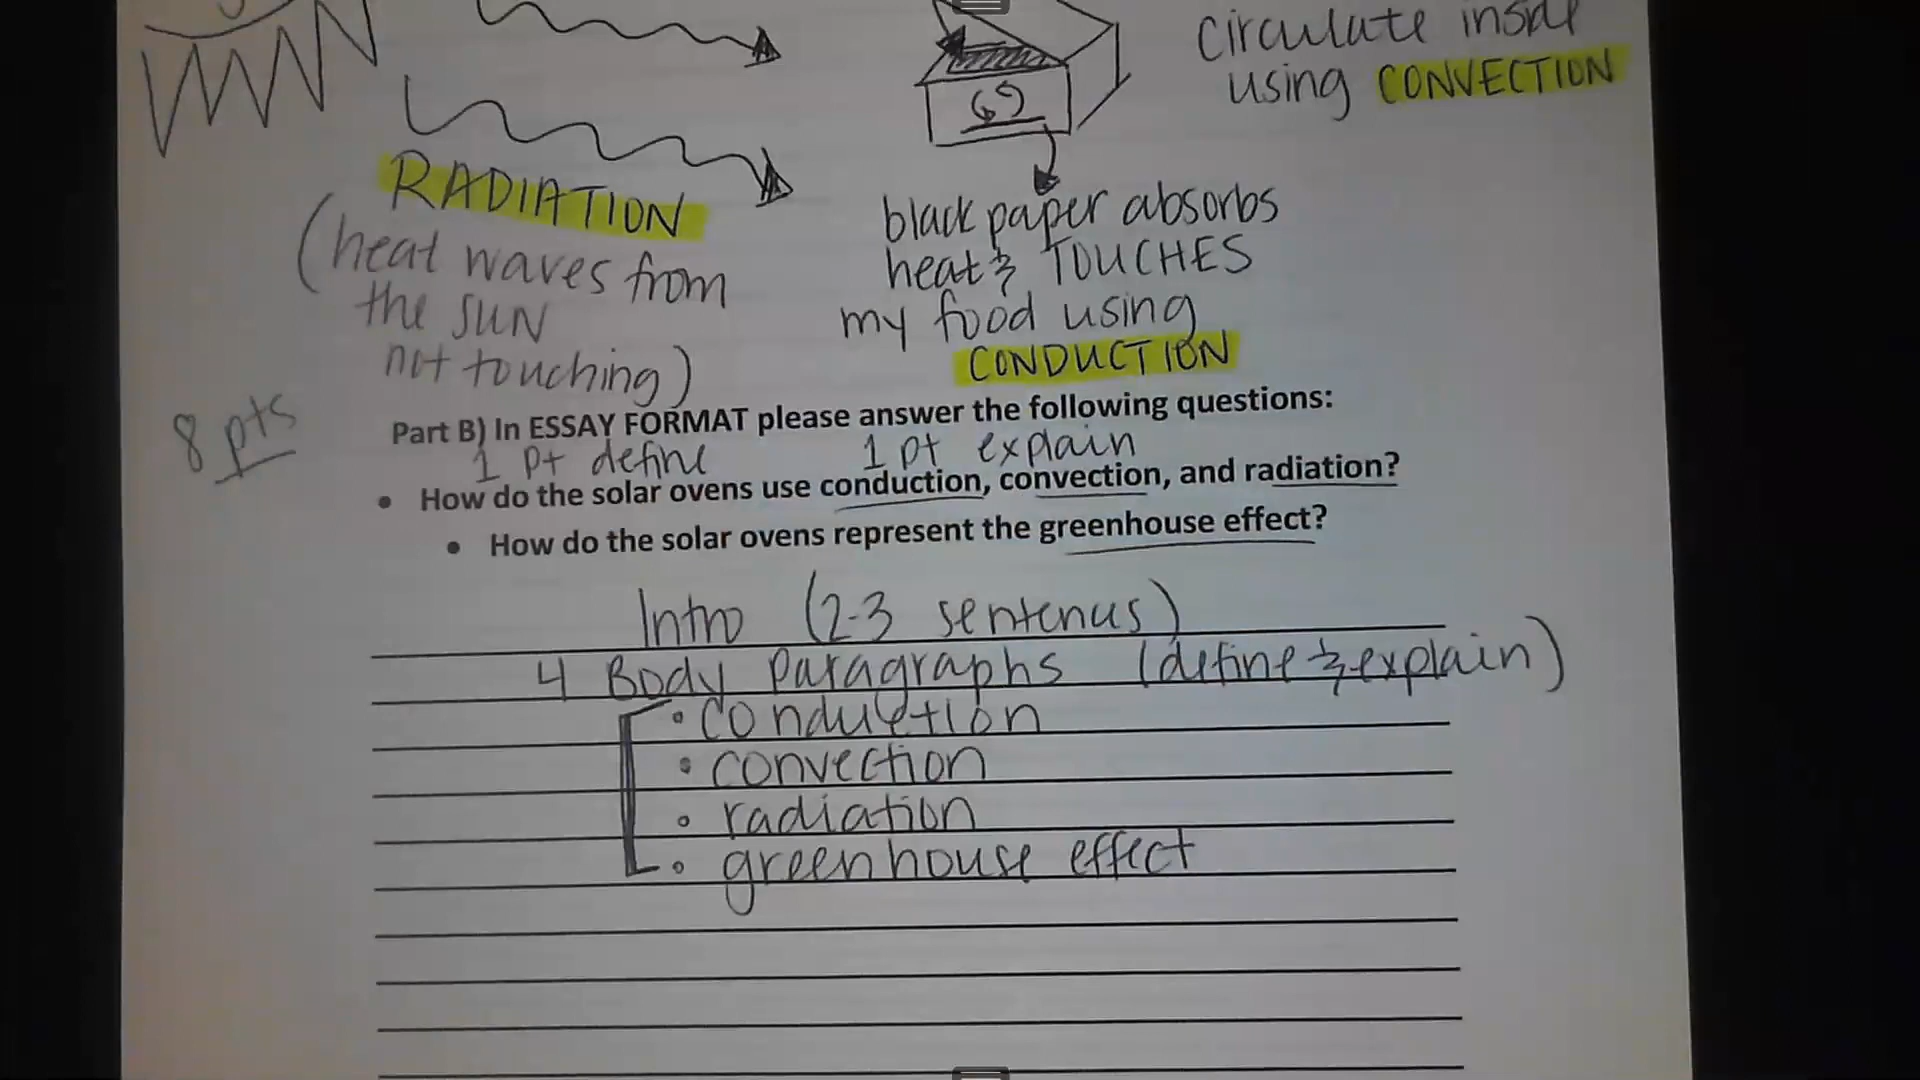 circulate inside
using CONVECTION
RADIATION
(heat waves from
the SUN
not touching)
black paper absorbs
heat & TOUCHES
my food using
CONDUCTION
8 pts
Part B) In ESSAY FORMAT please answer the following questions:
1 pt define 1 pt explain
• How do the solar ovens use conduction, convection, and radiation?
• How do the solar ovens represent the greenhouse effect?
Intro (2-3 sentences)
4 Body Paragraphs (define & explain)
• conduction
• convection
• radiation
• greenhouse effect